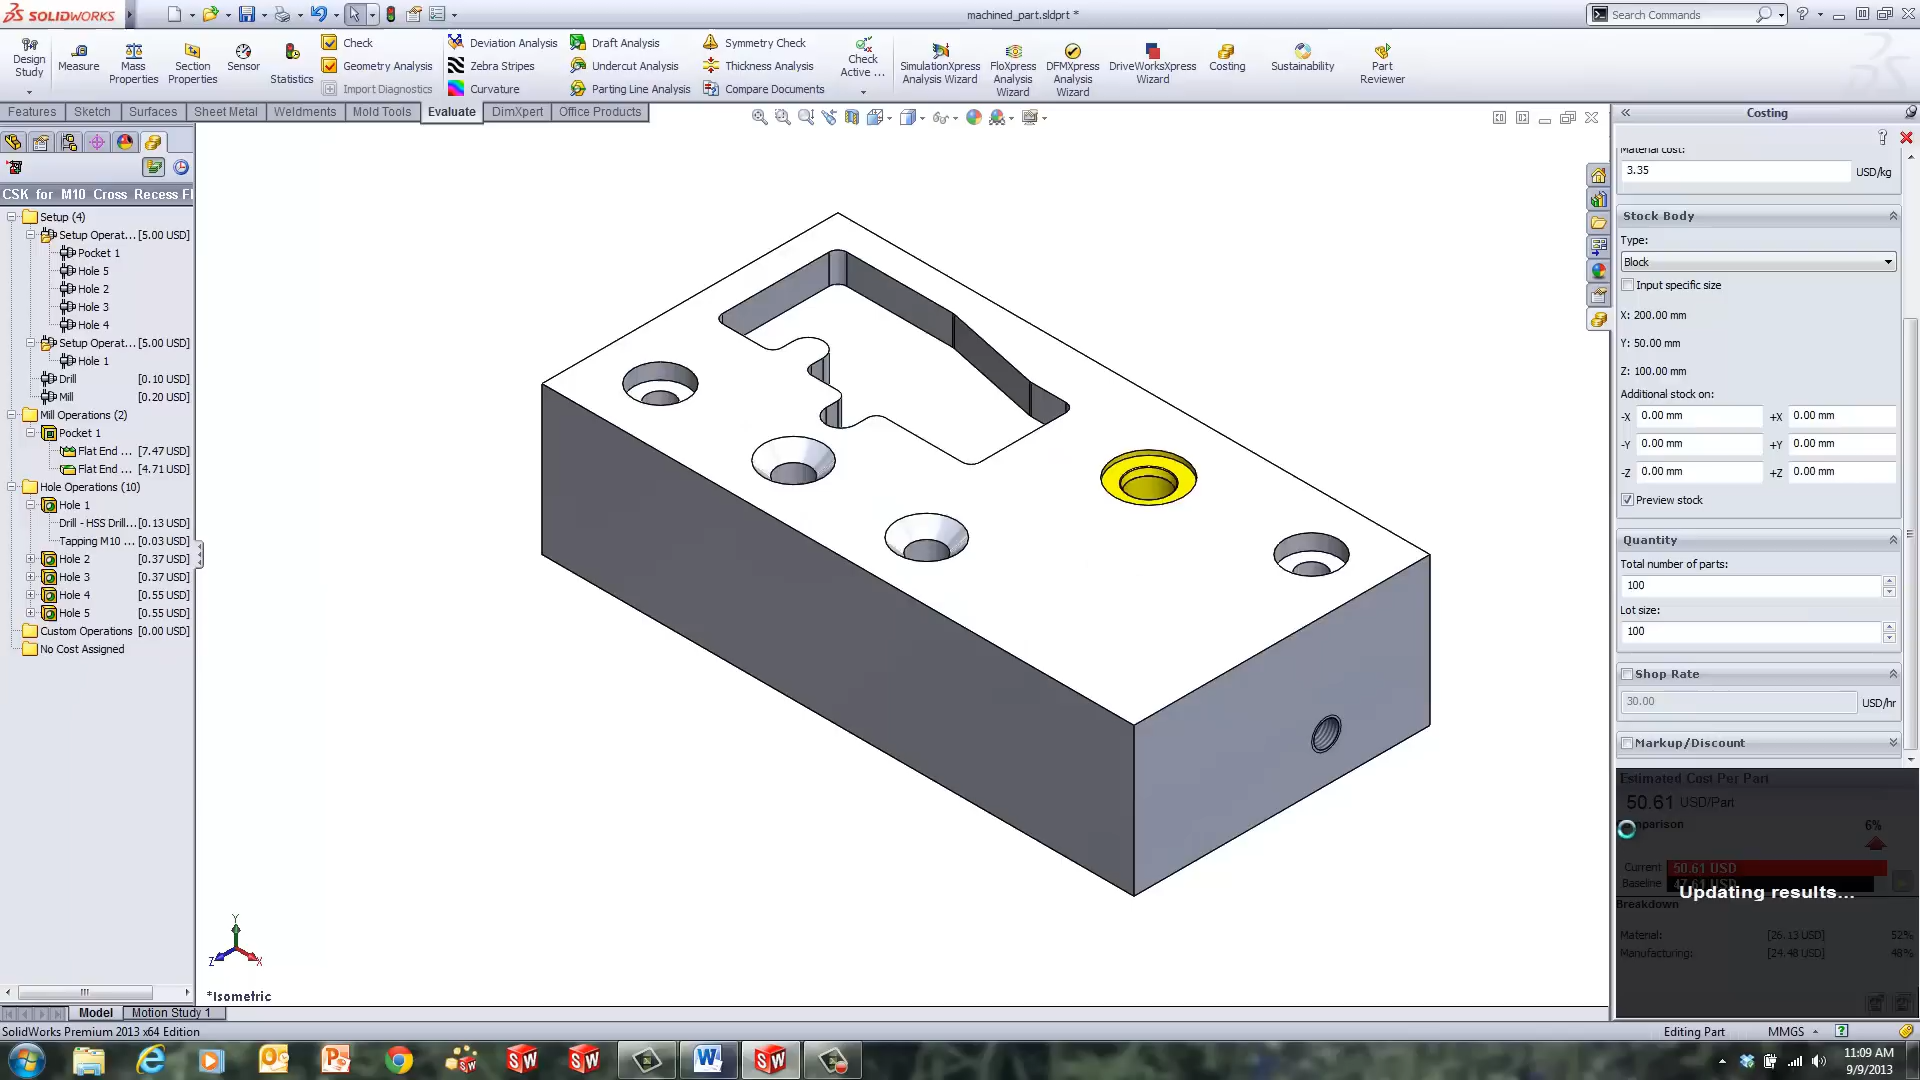 SOLIDWORKS
machined_part.sldprt *
Search Commands
Design Study
Measure
Mass Properties
Section Properties
Sensor
Statistics
Check
Geometry Analysis
Import Diagnostics
Deviation Analysis
Zebra Stripes
Curvature
Draft Analysis
Undercut Analysis
Parting Line Analysis
Symmetry Check
Thickness Analysis
Compare Documents
Check Active ...
SimulationXpress Analysis Wizard
FloXpress Analysis Wizard
DFMXpress Analysis Wizard
DriveWorksXpress Wizard
Costing
Sustainability
Part Reviewer
Features
Sketch
Surfaces
Sheet Metal
Weldments
Mold Tools
Evaluate
DimXpert
Office Products
CSK for M10 Cross Recess Fl
Setup (4)
Setup Operat... [5.00 USD]
Pocket 1
Hole 5
Hole 2
Hole 3
Hole 4
Setup Operat... [5.00 USD]
Hole 1
Drill [0.10 USD]
Mill [0.20 USD]
Mill Operations (2)
Pocket 1
Flat End ... [7.47 USD]
Flat End ... [4.71 USD]
Hole Operations (10)
Hole 1
Drill - HSS Drill... [0.13 USD]
Tapping M10 ... [0.03 USD]
Hole 2 [0.37 USD]
Hole 3 [0.37 USD]
Hole 4 [0.55 USD]
Hole 5 [0.55 USD]
Custom Operations [0.00 USD]
No Cost Assigned
Y
Z
X
*Isometric
Costing
Material cost:
3.35 USD/kg
Stock Body
Type:
Block
Input specific size
X: 200.00 mm
Y: 50.00 mm
Z: 100.00 mm
Additional stock on:
-X 0.00 mm +X 0.00 mm
-Y 0.00 mm +Y 0.00 mm
-Z 0.00 mm +Z 0.00 mm
Preview stock
Quantity
Total number of parts:
100
Lot size:
100
Shop Rate
30.00 USD/hr
Markup/Discount
Estimated Cost Per Part
50.61 USD/Part
6%
Current 50.61 USD
Baseline 47.61 USD
Updating results...
Breakdown
Material: [26.13 USD] 52%
Manufacturing: [24.48 USD] 48%
Model
Motion Study 1
SolidWorks Premium 2013 x64 Edition
Editing Part
MMGS
11:09 AM
9/9/2013